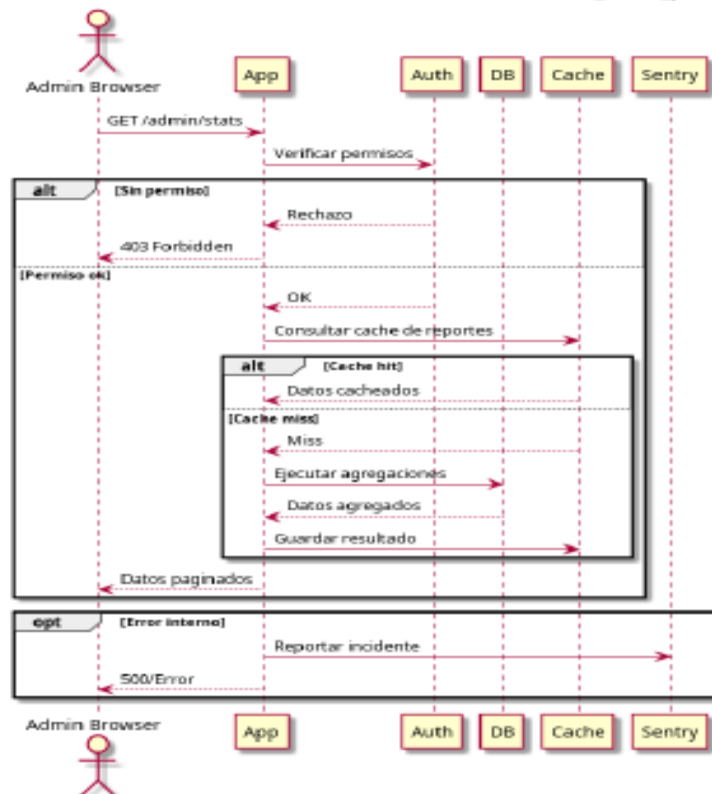 Admin Browser
App
Auth
DB
Cache
Sentry
GET /admin/stats
Verificar permisos
alt
[Sin permiso]
Rechazo
403 Forbidden
[Permiso ok]
OK
Consultar cache de reportes
alt
[Cache hit]
Datos cacheados
[Cache miss]
Miss
Ejecutar agregaciones
Datos agregados
Guardar resultado
Datos paginados
opt
[Error interno]
Reportar incidente
500/Error
Admin Browser
App
Auth
DB
Cache
Sentry